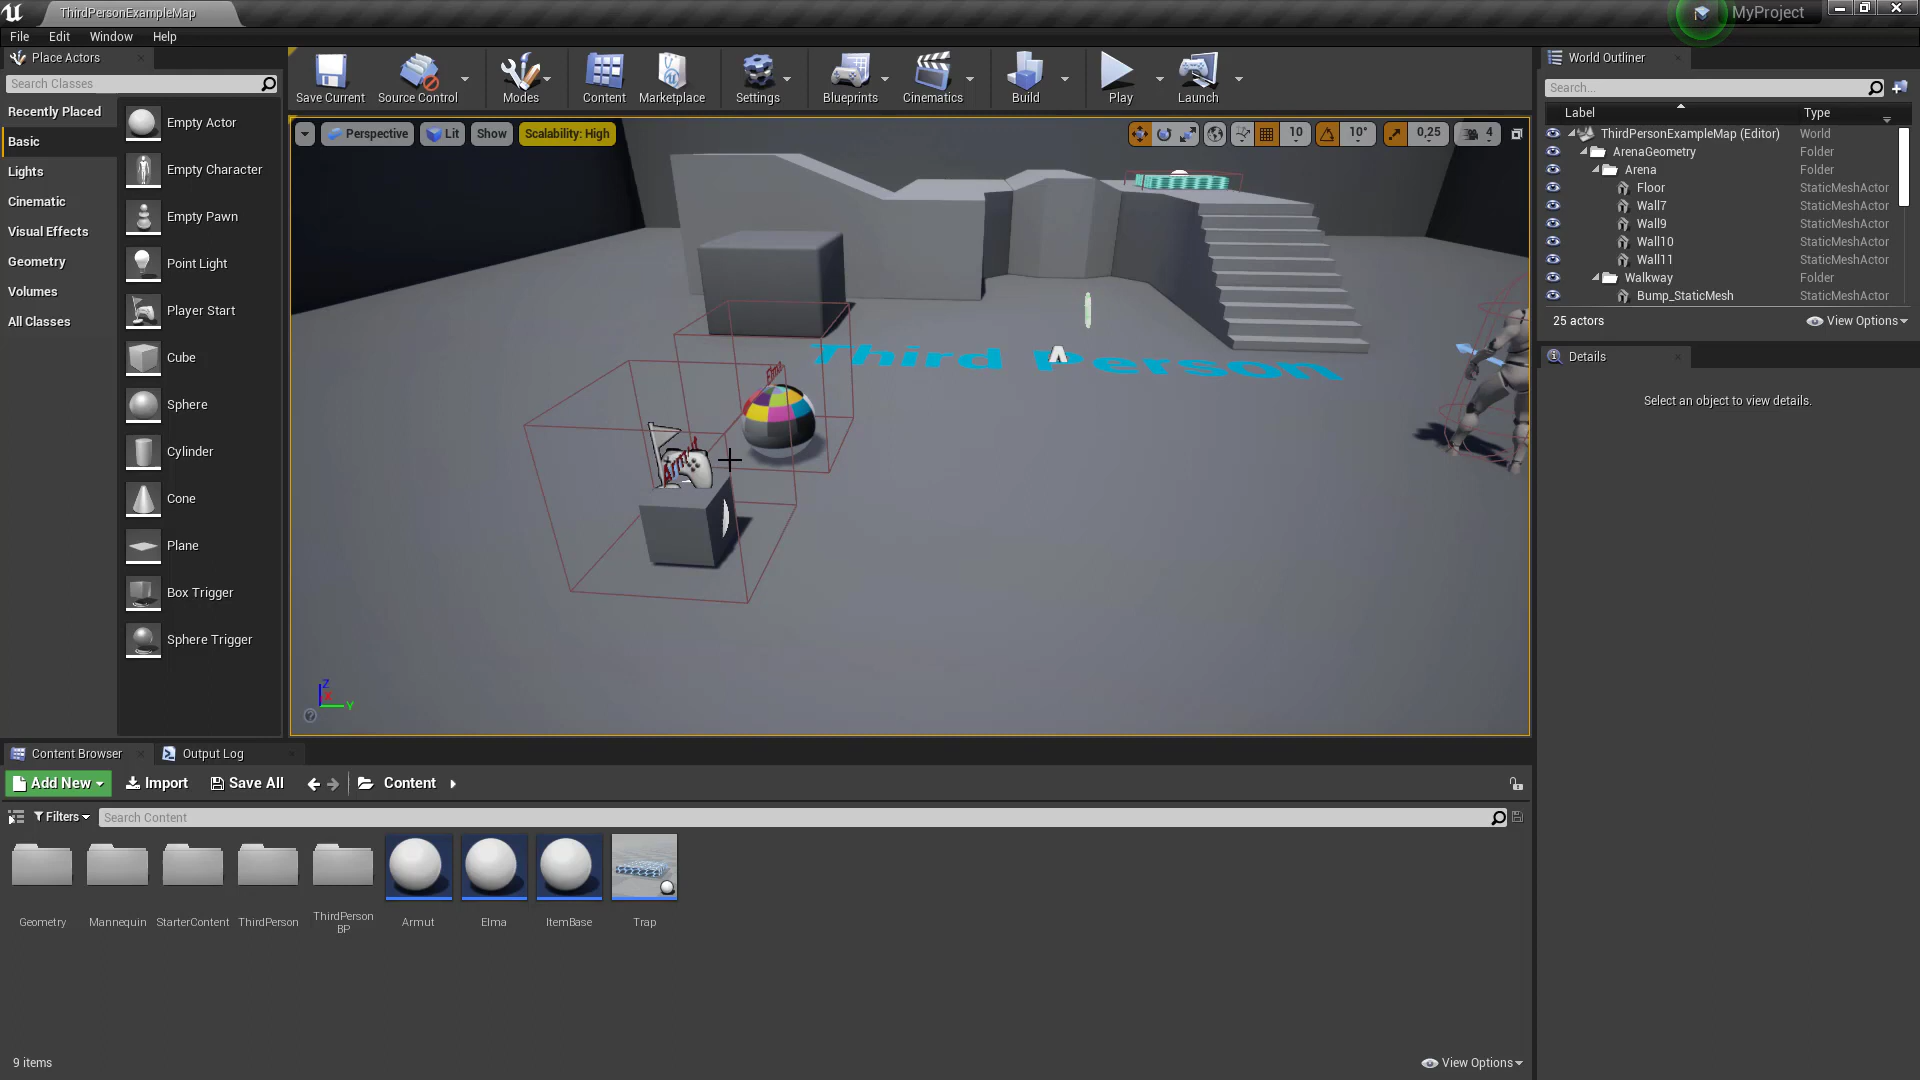 ThirdPersonExampleMap
MyProject
File Edit Window Help
Place Actors
Search Classes
Recently Placed
Basic
Lights
Cinematic
Visual Effects
Geometry
Volumes
All Classes
Empty Actor
Empty Character
Empty Pawn
Point Light
Player Start
Cube
Sphere
Cylinder
Cone
Plane
Box Trigger
Sphere Trigger
Save Current Source Control Modes Content Marketplace Settings Blueprints Cinematics Build Play Launch
Perspective Lit Show Scalability: High 10 10° 0,25 4
Third Person
Elma
Z
X
Y
World Outliner
Search...
Label Type
ThirdPersonExampleMap (Editor) World
ArenaGeometry Folder
Arena Folder
Floor StaticMeshActor
Wall7 StaticMeshActor
Wall9 StaticMeshActor
Wall10 StaticMeshActor
Wall11 StaticMeshActor
Walkway Folder
Bump_StaticMesh StaticMeshActor
25 actors View Options
Details
Select an object to view details.
Content Browser Output Log
Add New Import Save All Content
Filters Search Content
Geometry Mannequin StarterContent ThirdPerson ThirdPerson
BP Armut Elma ItemBase Trap
9 items View Options